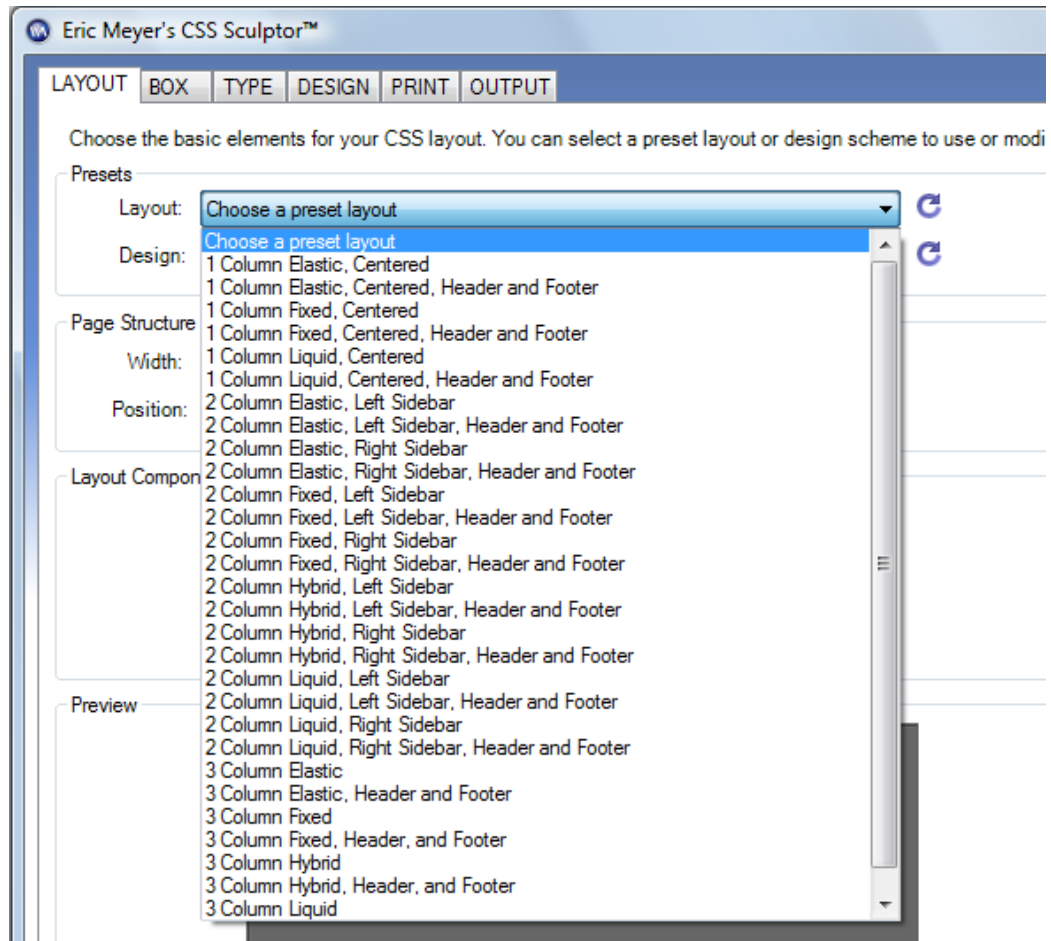 Eric Meyer's CSS Sculptor™
LAYOUT BOX TYPE DESIGN PRINT OUTPUT
Choose the basic elements for your CSS layout. You can select a preset layout or design scheme to use or modi
Presets
Layout: Choose a preset layout
Design:
Choose a preset layout
1 Column Elastic, Centered
1 Column Elastic, Centered, Header and Footer
1 Column Fixed, Centered
1 Column Fixed, Centered, Header and Footer
1 Column Liquid, Centered
1 Column Liquid, Centered, Header and Footer
2 Column Elastic, Left Sidebar
2 Column Elastic, Left Sidebar, Header and Footer
2 Column Elastic, Right Sidebar
2 Column Elastic, Right Sidebar, Header and Footer
2 Column Fixed, Left Sidebar
2 Column Fixed, Left Sidebar, Header and Footer
2 Column Fixed, Right Sidebar
2 Column Fixed, Right Sidebar, Header and Footer
2 Column Hybrid, Left Sidebar
2 Column Hybrid, Left Sidebar, Header and Footer
2 Column Hybrid, Right Sidebar
2 Column Hybrid, Right Sidebar, Header and Footer
2 Column Liquid, Left Sidebar
2 Column Liquid, Left Sidebar, Header and Footer
2 Column Liquid, Right Sidebar
2 Column Liquid, Right Sidebar, Header and Footer
3 Column Elastic
3 Column Elastic, Header and Footer
3 Column Fixed
3 Column Fixed, Header, and Footer
3 Column Hybrid
3 Column Hybrid, Header, and Footer
3 Column Liquid
Page Structure
Width:
Position:
Layout Compon
Preview